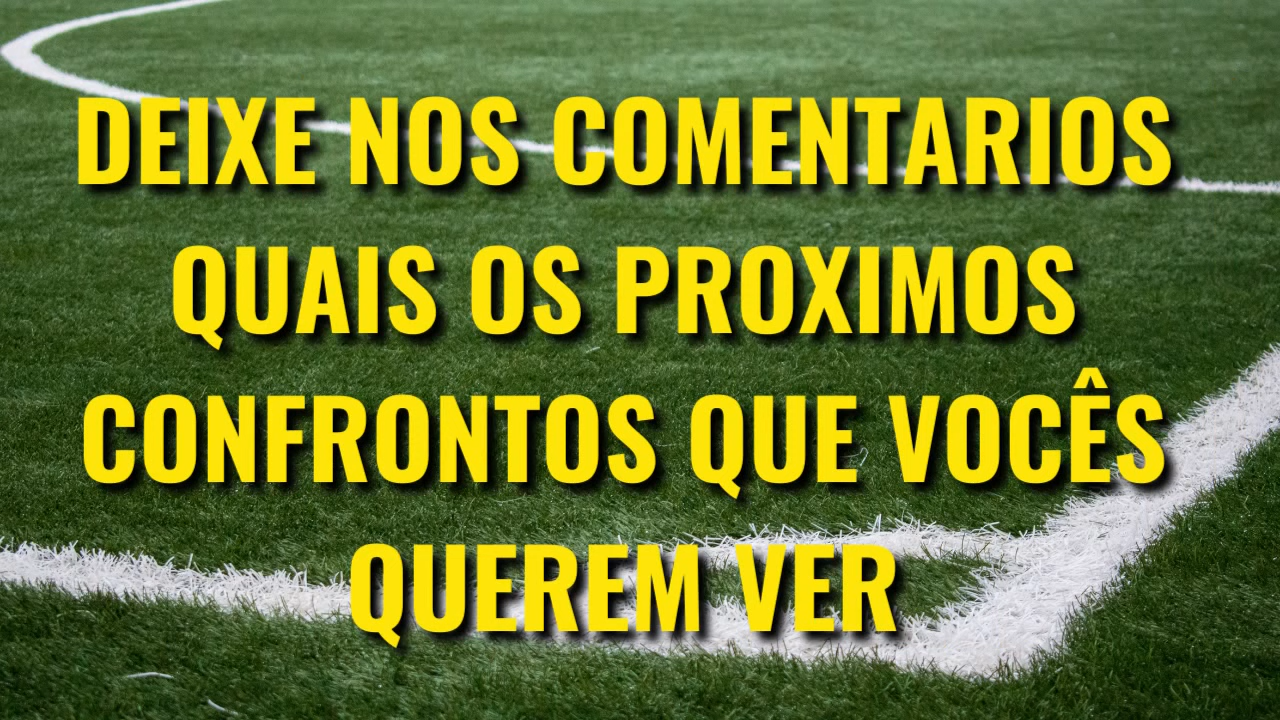 DEIXE NOS COMENTARIOS
QUAIS OS PROXIMOS
CONFRONTOS QUE VOCÊS
QUEREM VER